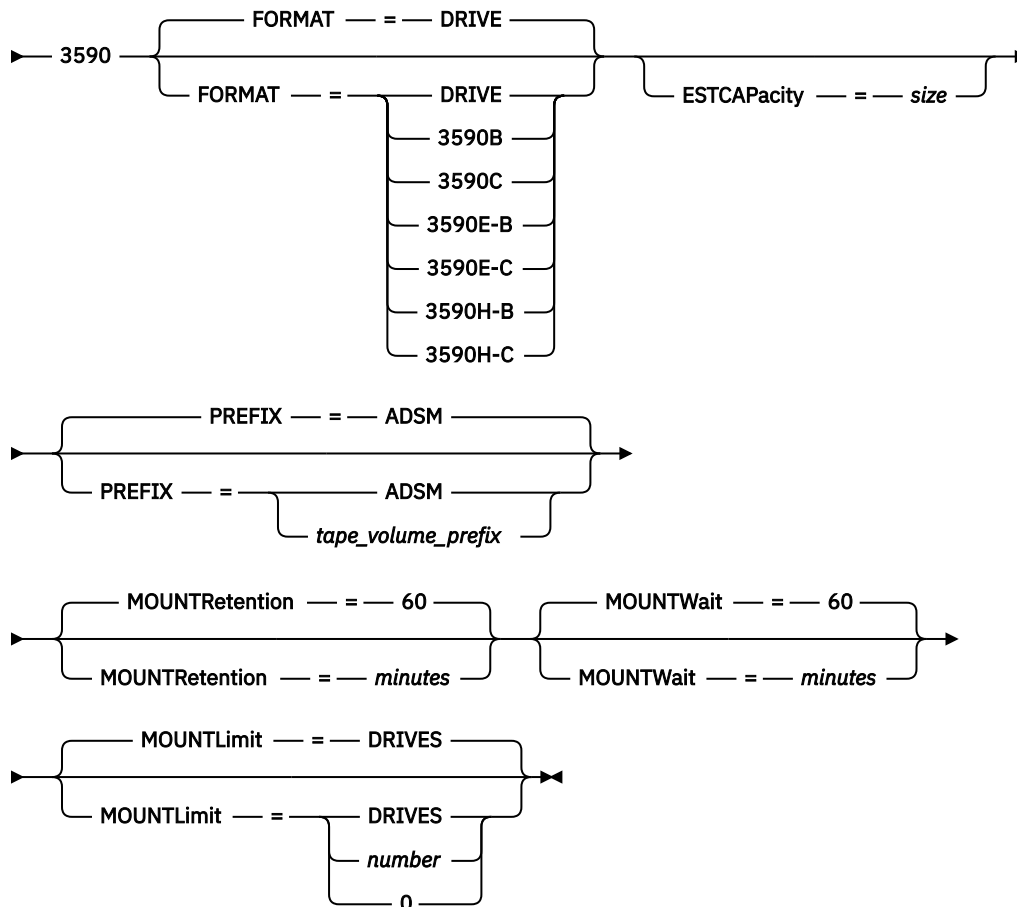 FORMAT = DRIVE
3590
FORMAT = DRIVE
ESTCAPacity = size
3590B
3590C
3590E-B
3590E-C
3590H-B
3590H-C
PREFIX = ADSM
PREFIX = ADSM
tape_volume_prefix
MOUNTRetention = 60 MOUNTWait = 60
MOUNTRetention = minutes MOUNTWait = minutes
MOUNTLimit = DRIVES
MOUNTLimit = DRIVES
number
0